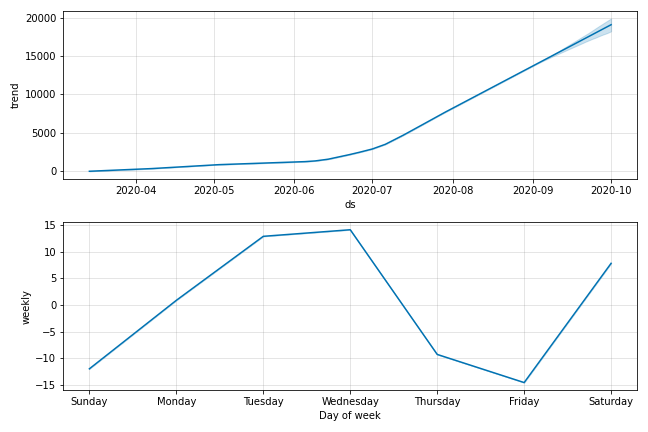 20000
15000
10000
5000
0
trend
2020-04 2020-05 2020-06 2020-07 2020-08 2020-09 2020-10
ds
15
10
5
0
−5
−10
−15
weekly
Sunday Monday Tuesday Wednesday Thursday Friday Saturday
Day of week